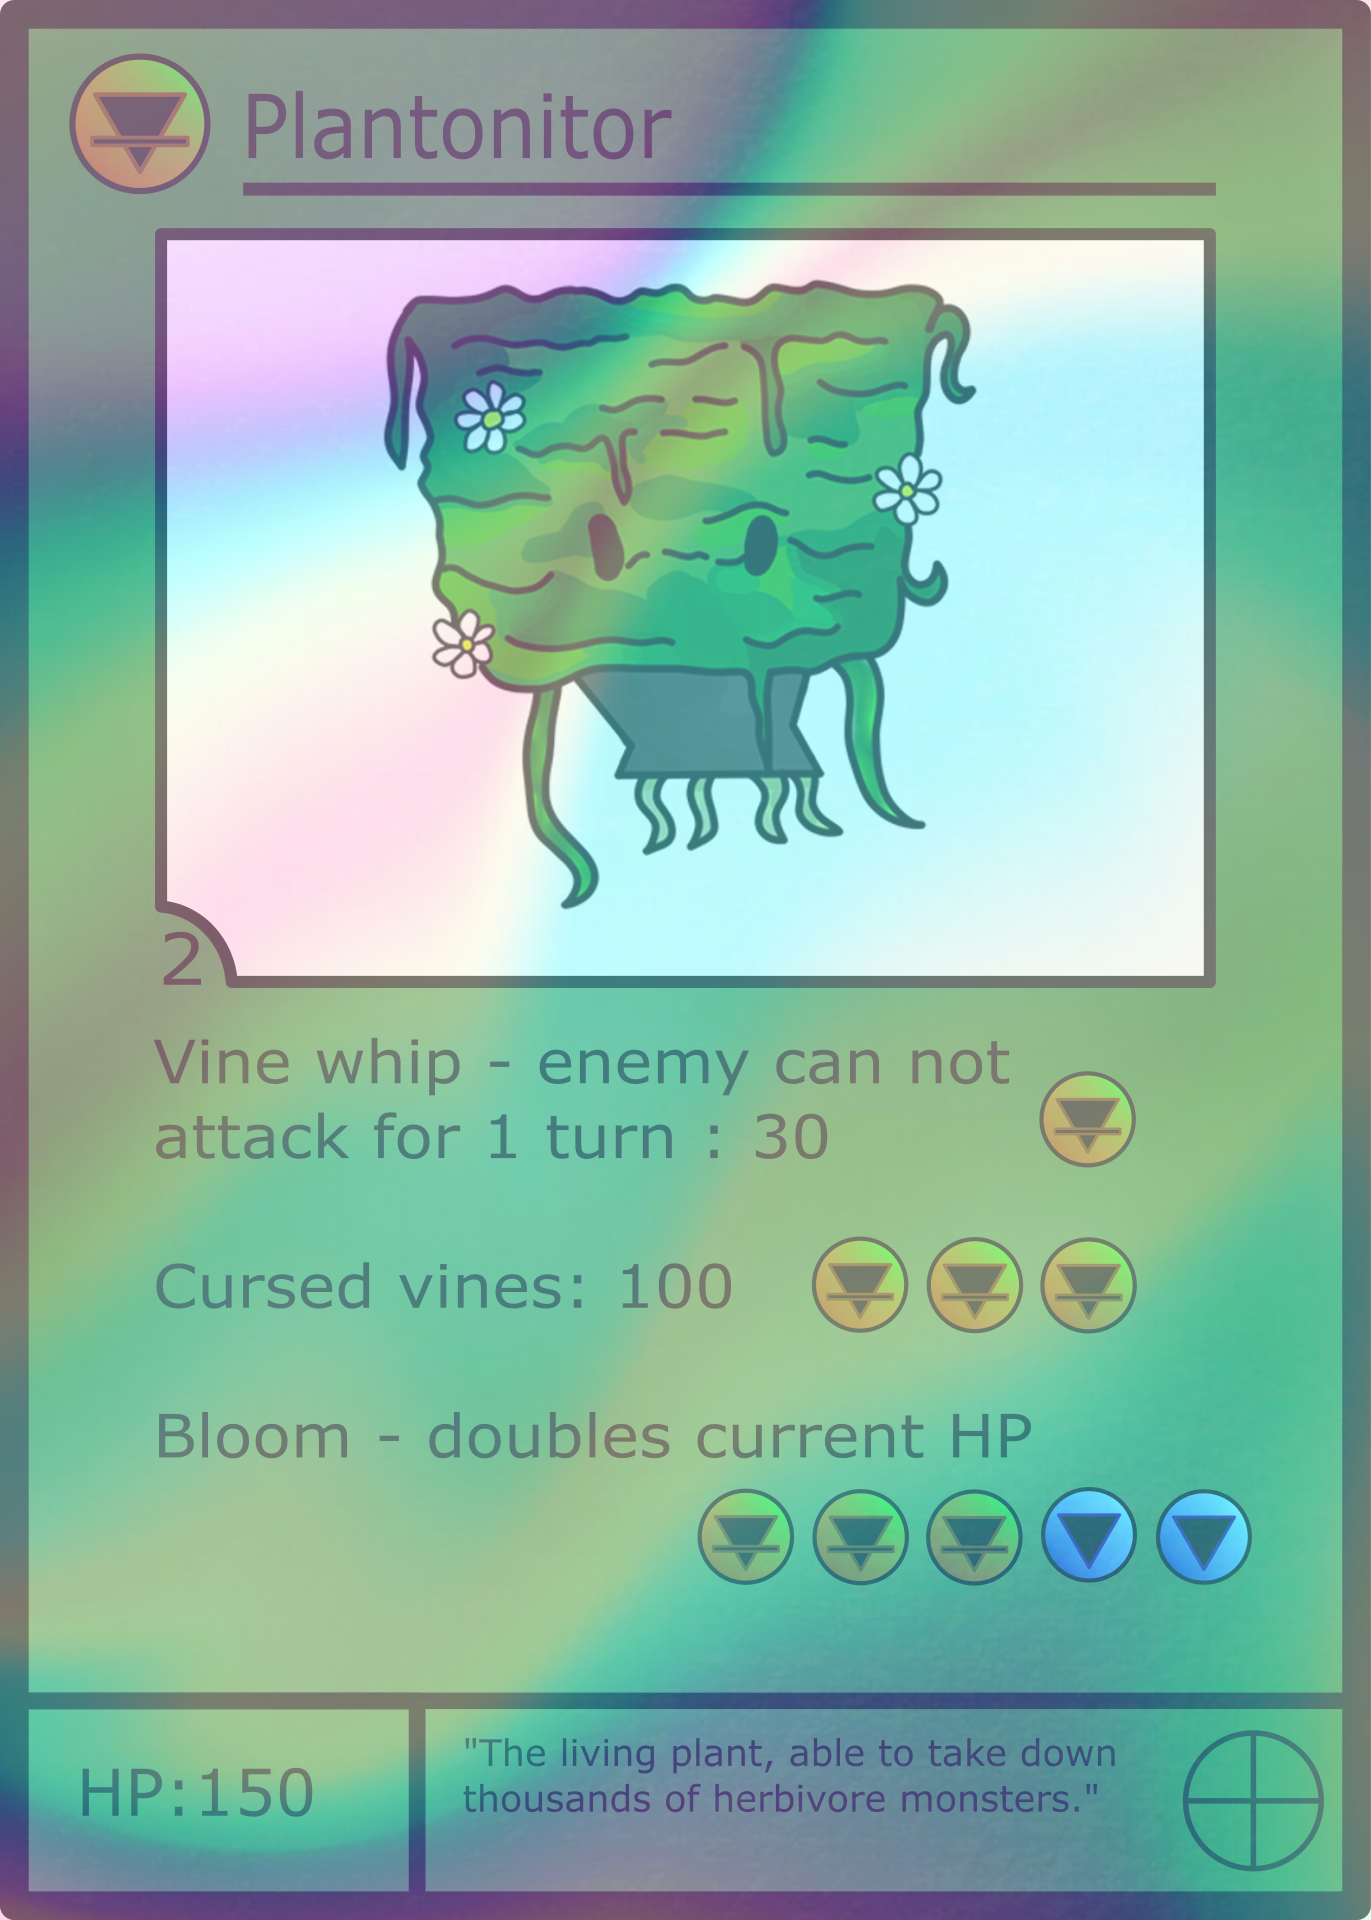 Plantonitor
2
Vine whip - enemy can not
attack for 1 turn : 30
Cursed vines: 100
Bloom - doubles current HP
HP:150
"The living plant, able to take down
thousands of herbivore monsters."